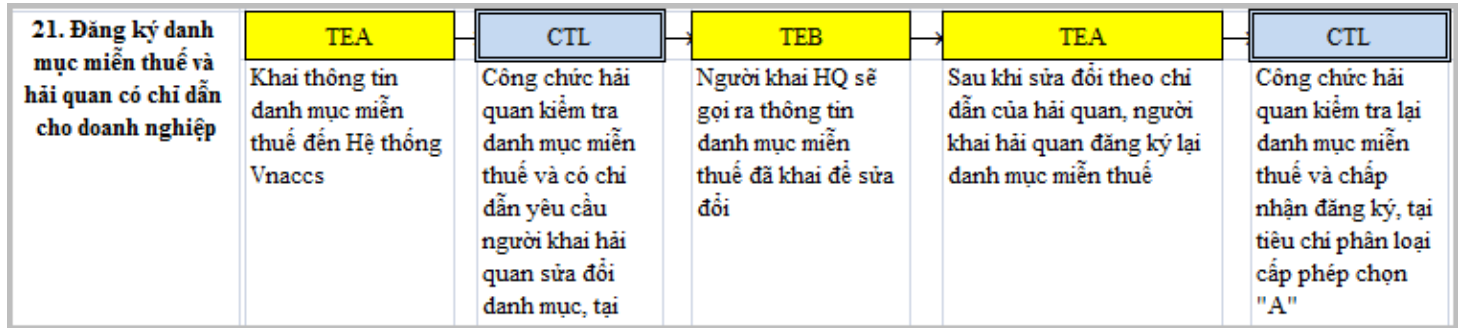 21. Đăng ký danh
mục miễn thuế và
hải quan có chỉ dẫn
cho doanh nghiệp
TEA
Khai thông tin
danh mục miễn
thuế đến Hệ thống
Vnaccs
CTL
Công chức hải
quan kiểm tra
danh mục miễn
thuế và có chỉ
dẫn yêu cầu
người khai hải
quan sửa đổi
danh mục, tại
TEB
Người khai HQ sẽ
gọi ra thông tin
danh mục miễn
thuế đã khai để sửa
đổi
TEA
Sau khi sửa đổi theo chỉ
dẫn của hải quan, người
khai hải quan đăng ký lại
danh mục miễn thuế
CTL
Công chức hải
quan kiểm tra lại
danh mục miễn
thuế và chấp
nhận đăng ký, tại
tiêu chí phân loại
cấp phép chọn
"A"